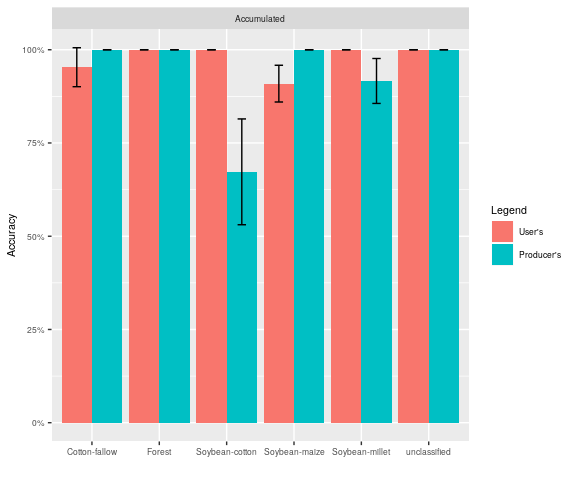 Accumulated
100%
75%
50%
25%
0%
Accuracy
Cotton-fallow Forest Soybean-cotton Soybean-maize Soybean-millet unclassified
Legend
User's
Producer's